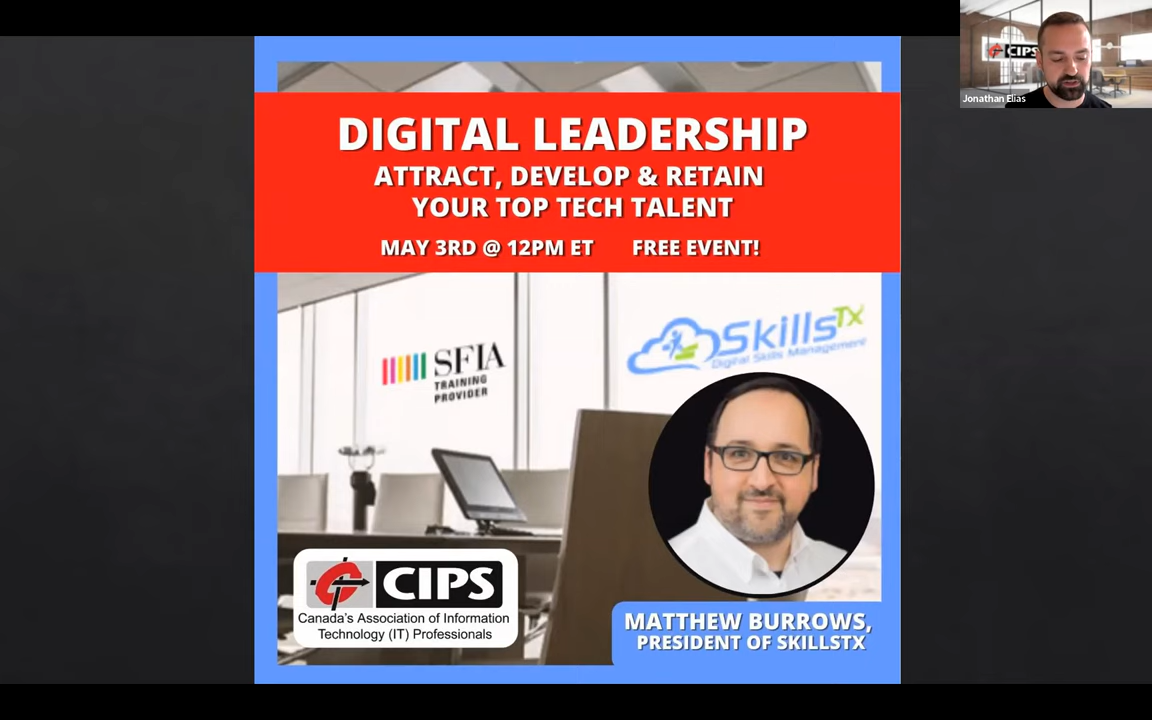 DIGITAL LEADERSHIP
ATTRACT, DEVELOP & RETAIN
YOUR TOP TECH TALENT
MAY 3RD @ 12PM ET FREE EVENT!
SFIA
TRAINING
PROVIDER
SkillsTX
Digital Skills Management
CIPS
Canada's Association of Information
Technology (IT) Professionals
MATTHEW BURROWS,
PRESIDENT OF SKILLSTX
CIPS
Jonathan Elias